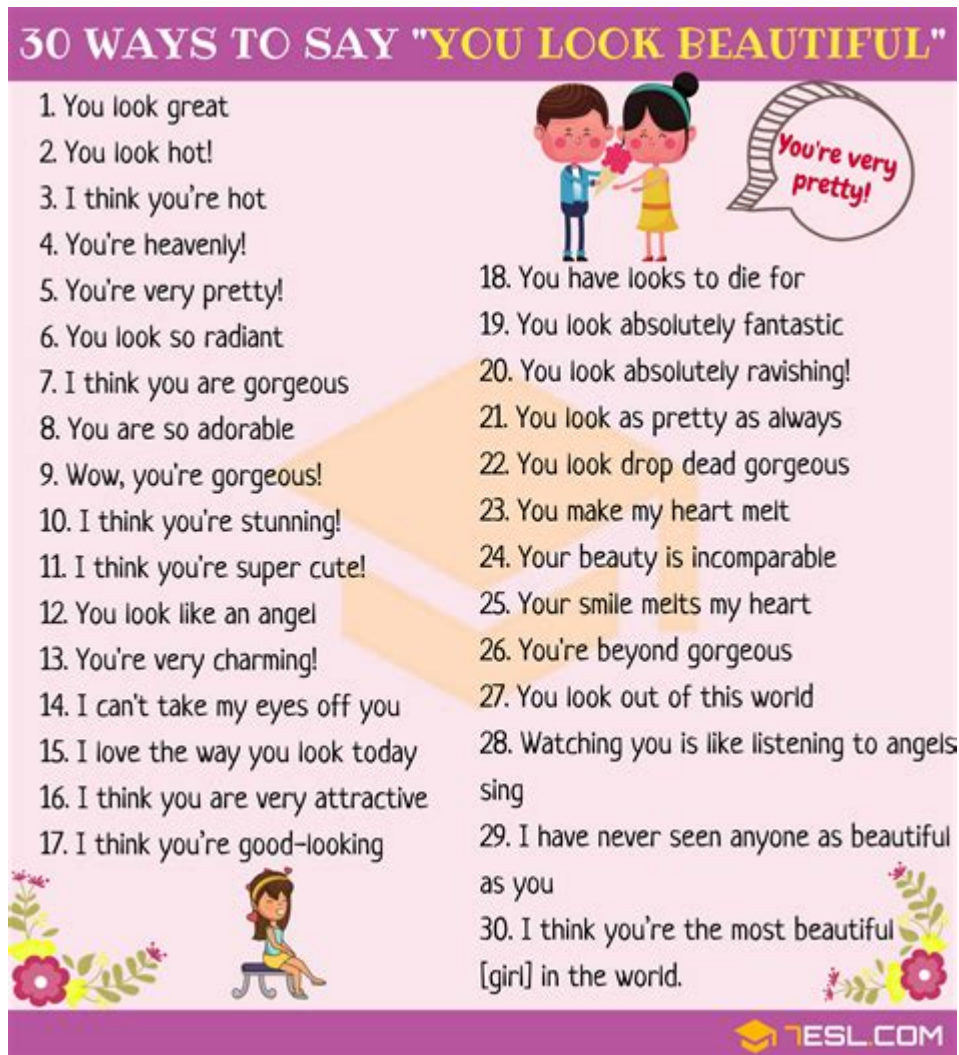 30 WAYS TO SAY "YOU LOOK BEAUTIFUL"
1. You look great
2. You look hot!
3. I think you're hot
4. You're heavenly!
5. You're very pretty!
6. You look so radiant
7. I think you are gorgeous
8. You are so adorable
9. Wow, you're gorgeous!
10. I think you're stunning!
11. I think you're super cute!
12. You look like an angel
13. You're very charming!
14. I can't take my eyes off you
15. I love the way you look today
16. I think you are very attractive
17. I think you're good-looking
You're very
pretty!
18. You have looks to die for
19. You look absolutely fantastic
20. You look absolutely ravishing!
21. You look as pretty as always
22. You look drop dead gorgeous
23. You make my heart melt
24. Your beauty is incomparable
25. Your smile melts my heart
26. You're beyond gorgeous
27. You look out of this world
28. Watching you is like listening to angels
sing
29. I have never seen anyone as beautiful
as you
30. I think you're the most beautiful
[girl] in the world.
7ESL.COM